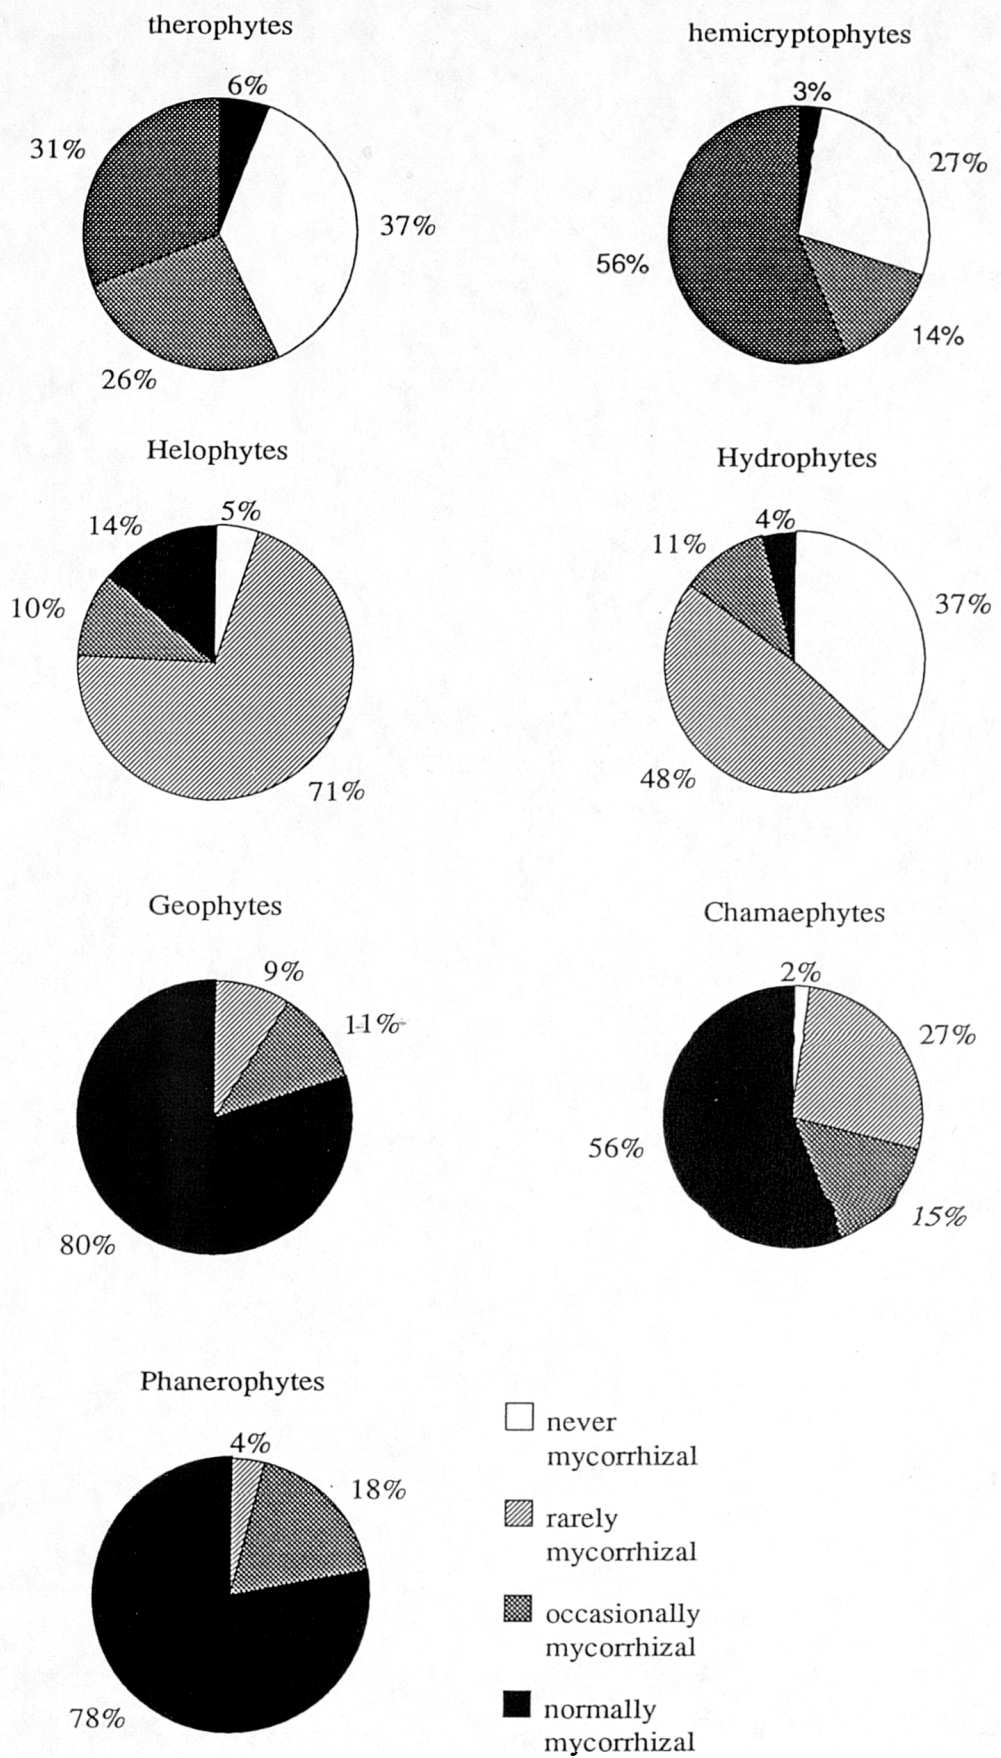 therophytes
6%
31%
37%
26%
hemicryptophytes
3%
27%
56%
14%
Helophytes
5%
14%
10%
71%
Hydrophytes
4%
11%
37%
48%
Geophytes
9%
11%
80%
Chamaephytes
2%
27%
56%
15%
Phanerophytes
4%
18%
78%
never
mycorrhizal
rarely
mycorrhizal
occasionally
mycorrhizal
normally
mycorrhizal